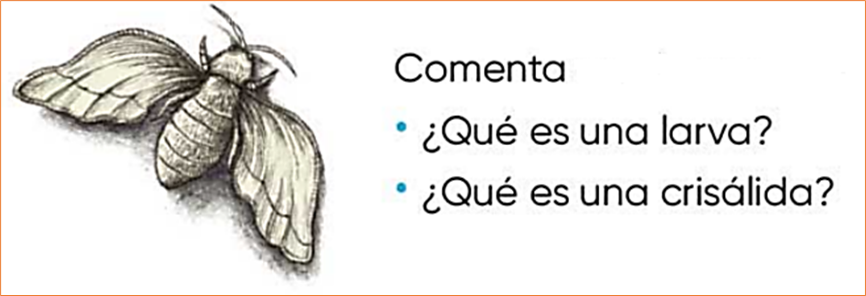 Comenta
• ¿Qué es una larva?
• ¿Qué es una crisálida?